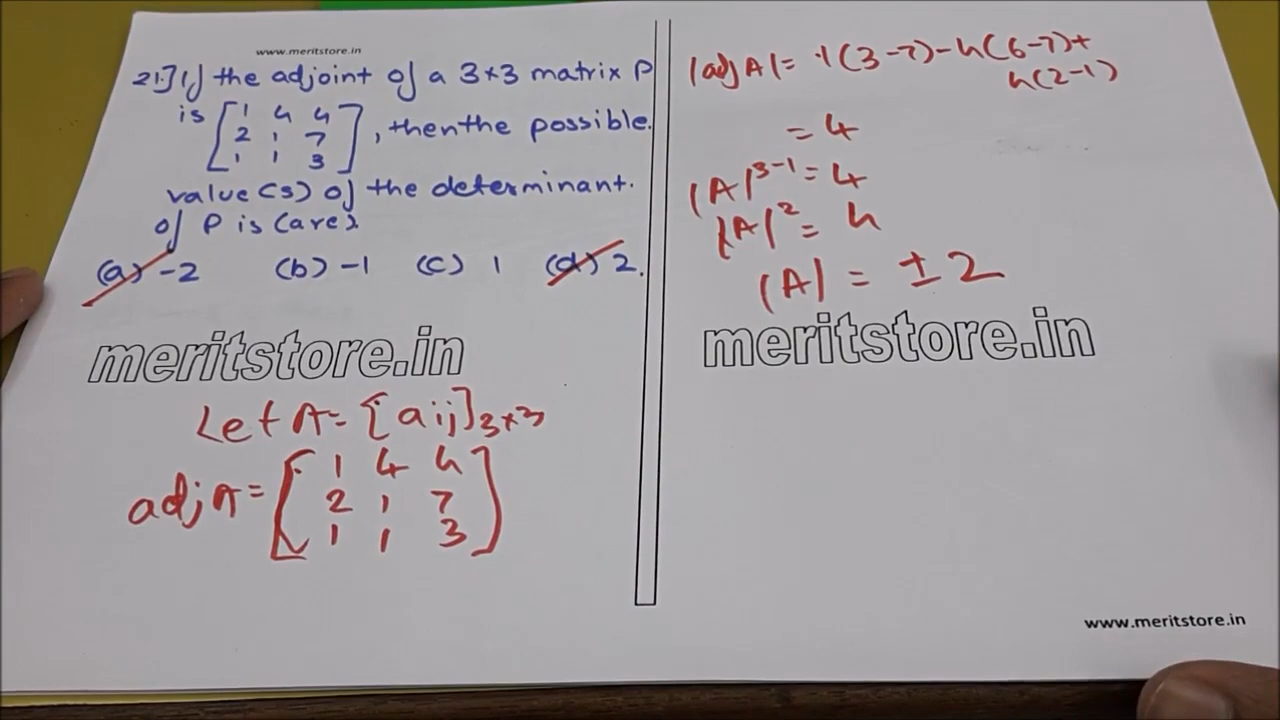 www.meritstore.in
21.] If the adjoint of a 3×3 matrix P
is [ 1 4 4
2 1 7
1 1 3 ], then the possible
value(s) of the determinant.
of P is (are).
(a) -2 (b) -1 (c) 1 (d) 2.
meritstore.in
Let A = [aij]3×3
adj A = [ 1 4 4
2 1 7
1 1 3 ]
|adj A| = 1(3-7) - 4(6-7) +
4(2-1)
= 4
|A|³⁻¹ = 4
|A|² = 4
|A| = ±2
meritstore.in
www.meritstore.in